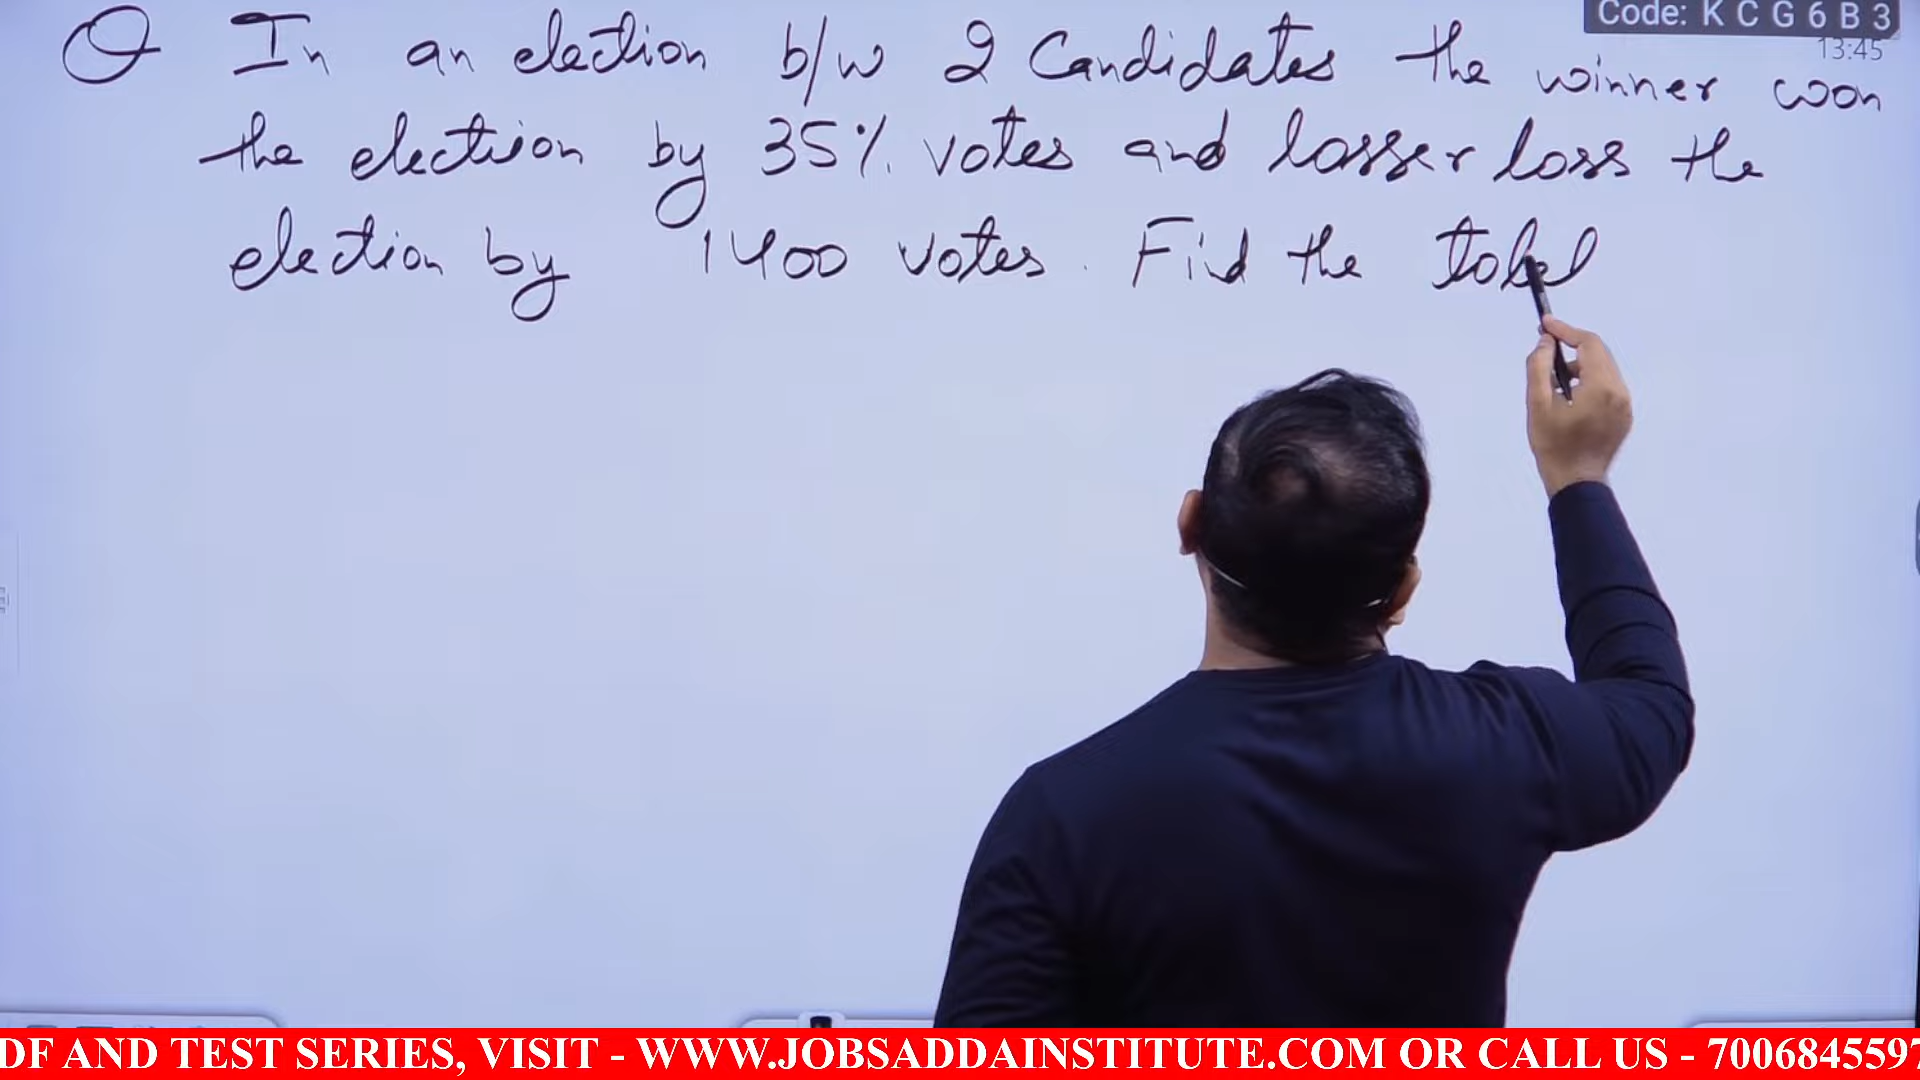 Code: K C G 6 B 3
13:45
Q In an election b/w 2 Candidates the winner won
the election by 35% votes and losser loss the
election by 1400 votes. Find the total
DF AND TEST SERIES, VISIT - WWW.JOBSADDAINSTITUTE.COM OR CALL US - 7006845597